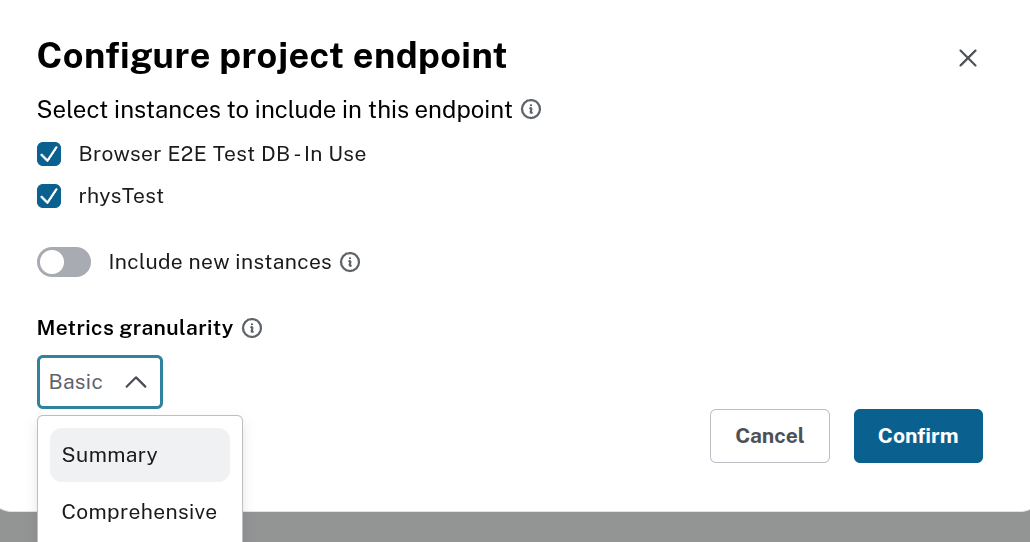 Configure project endpoint
Select instances to include in this endpoint
Browser E2E Test DB - In Use
rhysTest
Include new instances
Metrics granularity
Basic
Cancel
Confirm
Summary
Comprehensive